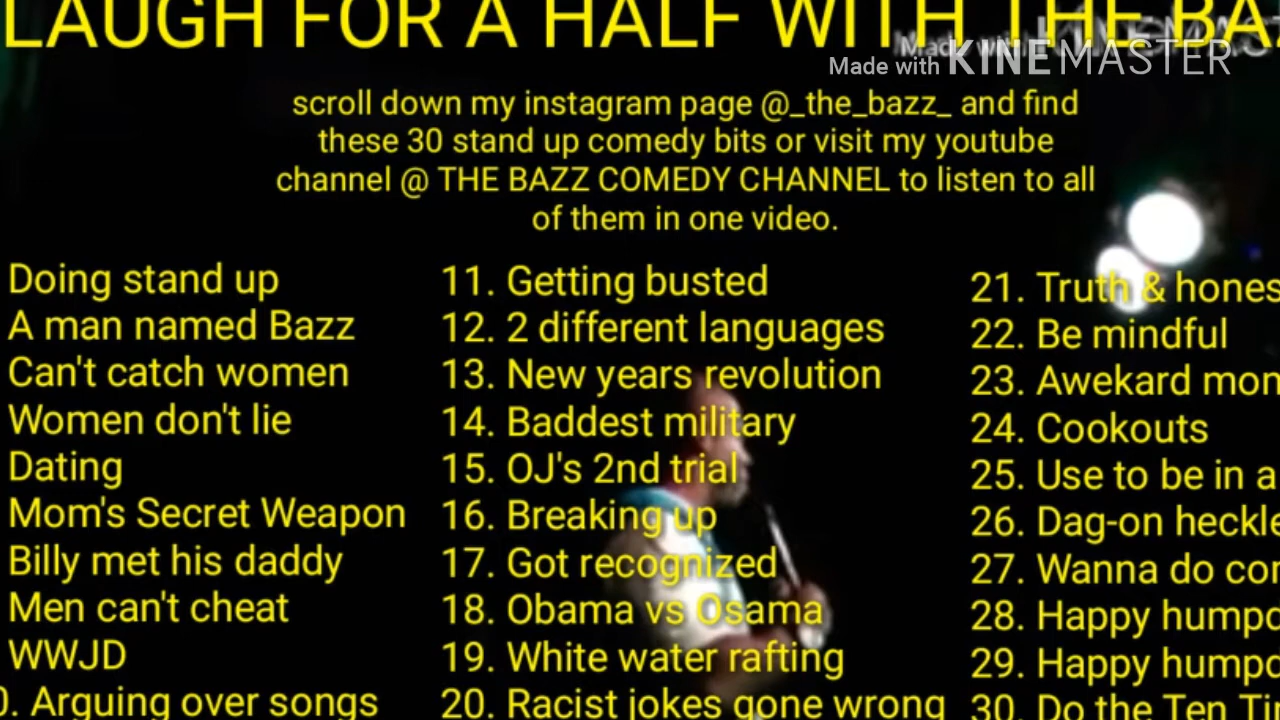 LAUGH FOR A HALF WITH THE BAZ
Made with KINEMASTER
scroll down my instagram page @_the_bazz_ and find
these 30 stand up comedy bits or visit my youtube
channel @ THE BAZZ COMEDY CHANNEL to listen to all
of them in one video.
Doing stand up
A man named Bazz
Can't catch women
Women don't lie
Dating
Mom's Secret Weapon
Billy met his daddy
Men can't cheat
WWJD
0. Arguing over songs
11. Getting busted
12. 2 different languages
13. New years revolution
14. Baddest military
15. OJ's 2nd trial
16. Breaking up
17. Got recognized
18. Obama vs Osama
19. White water rafting
20. Racist jokes gone wrong
21. Truth & hones
22. Be mindful
23. Awekard mon
24. Cookouts
25. Use to be in a
26. Dag-on heckle
27. Wanna do co
28. Happy humpd
29. Happy humpd
30. Do the Ten Ti